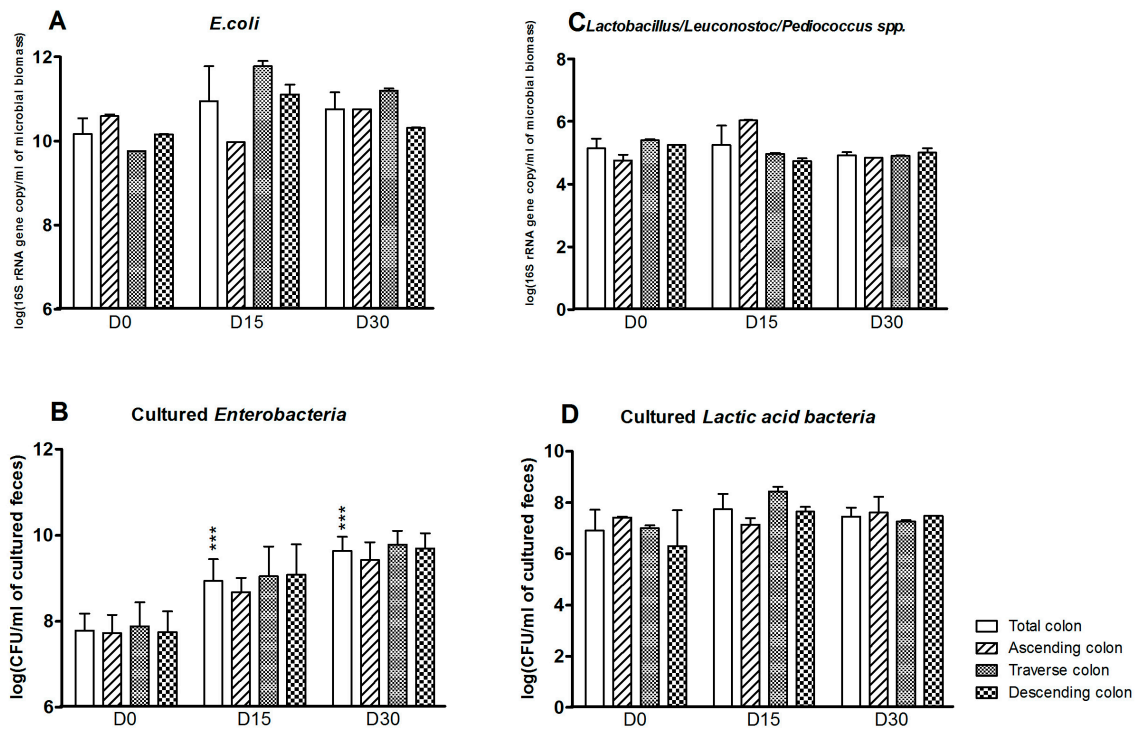 A
E.coli
log(16S rRNA gene copy/ml of microbial biomass)
12
10
10
6
D0
D15
D30
C
Lactobacillus/Leuconostoc/Pediococcus spp.
log(16S rRNA gene copy/ml of microbial biomass)
8
6
4
2
0
D0
D15
D30
B
Cultured Enterobacteria
log(CFU/ml of cultured feces)
12
10
8
6
***
***
D0
D15
D30
D
Cultured Lactic acid bacteria
log(CFU/ml of cultured feces)
10
8
6
4
2
0
D0
D15
D30
Total colon
Ascending colon
Traverse colon
Descending colon